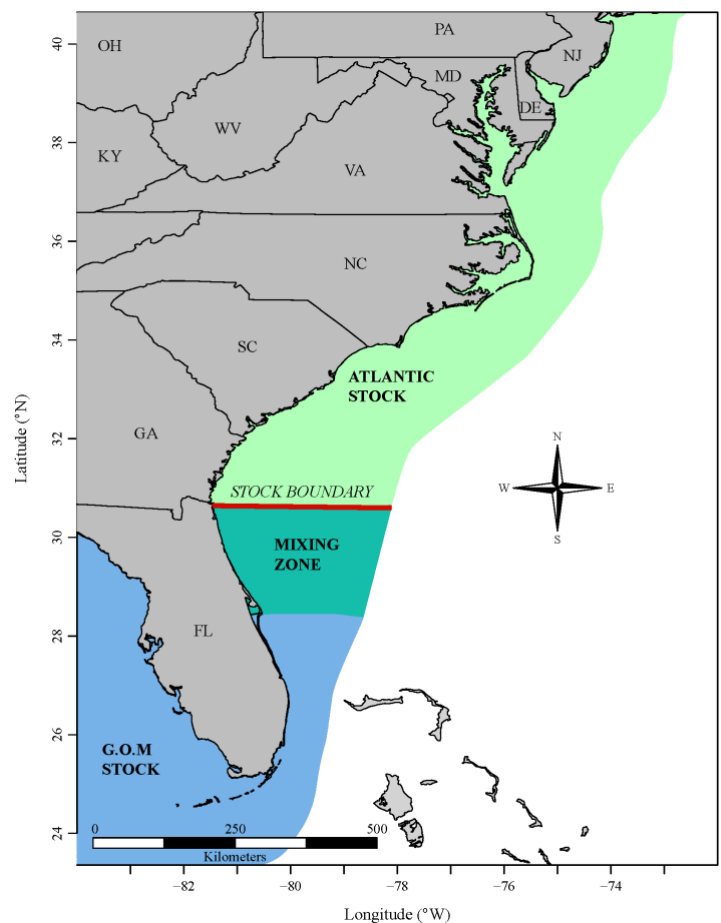 PA
OH
NJ
MD
DE
WV
KY
VA
NC
SC
ATLANTIC
STOCK
GA
STOCK BOUNDARY
MIXING
ZONE
FL
G.O.M
STOCK
N
W E
S
0 250 500
Kilometers
40
38
36
34
32
30
28
26
24
Latitude (°N)
−82 −80 −78 −76 −74
Longitude (°W)